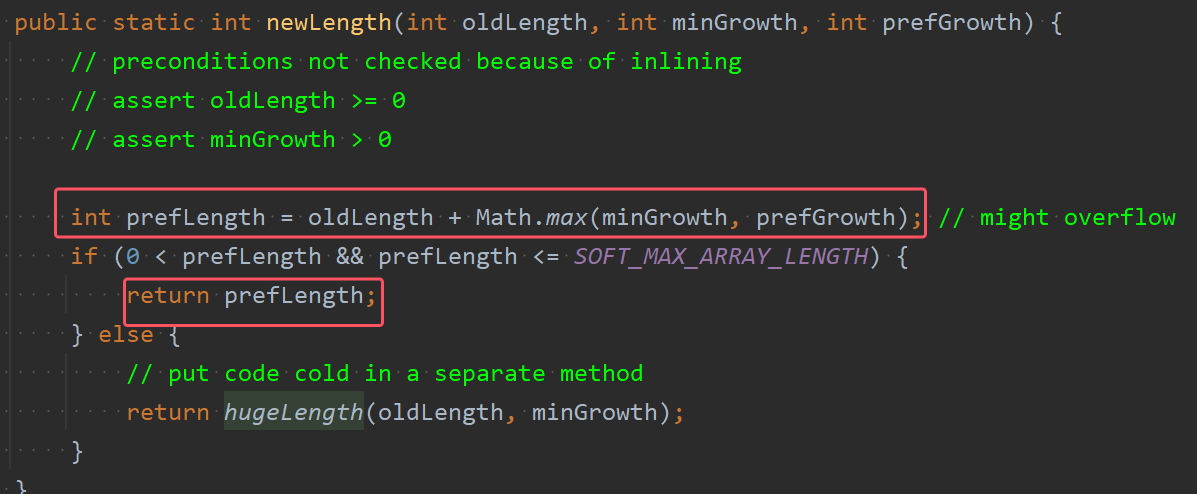 public static int newLength(int oldLength, int minGrowth, int prefGrowth) {
// preconditions not checked because of inlining
// assert oldLength >= 0
// assert minGrowth > 0
int prefLength = oldLength + Math.max(minGrowth, prefGrowth); // might overflow
if (0 < prefLength && prefLength <= SOFT_MAX_ARRAY_LENGTH) {
return prefLength;
} else {
// put code cold in a separate method
return hugeLength(oldLength, minGrowth);
}
}